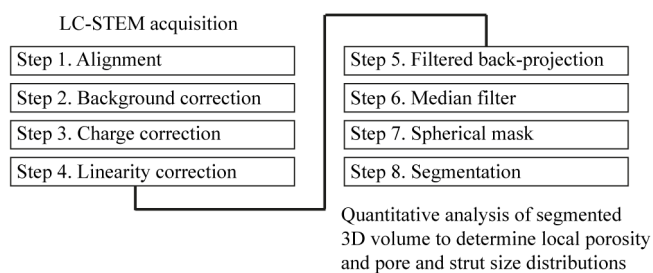 LC-STEM acquisition
Step 1. Alignment
Step 2. Background correction
Step 3. Charge correction
Step 4. Linearity correction
Step 5. Filtered back-projection
Step 6. Median filter
Step 7. Spherical mask
Step 8. Segmentation
Quantitative analysis of segmented
3D volume to determine local porosity
and pore and strut size distributions